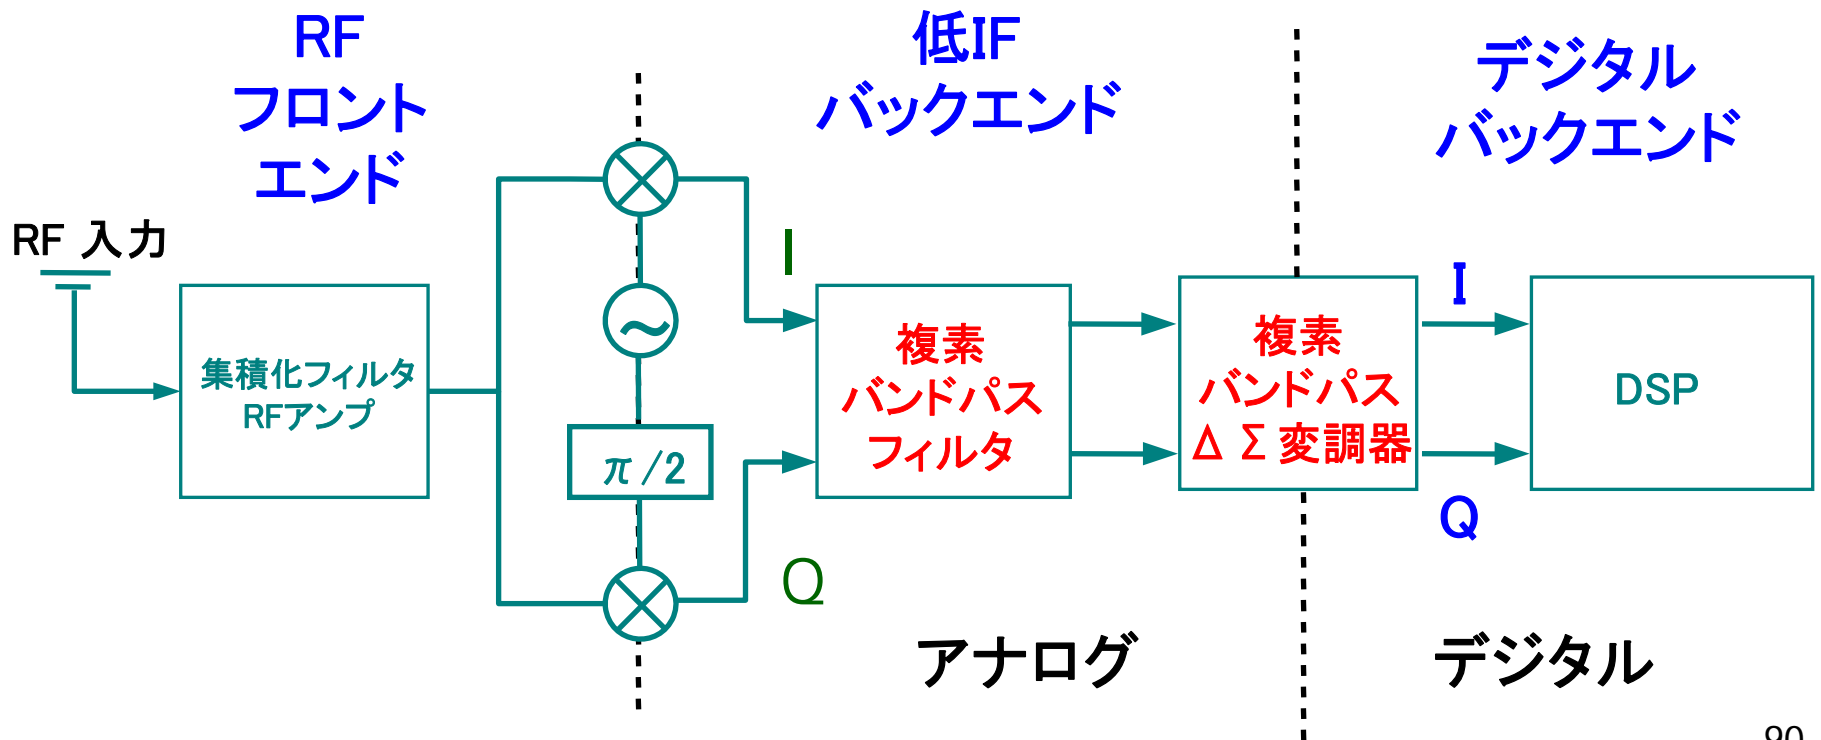 RF
フロント
エンド
低IF
バックエンド
デジタル
バックエンド
RF 入力
集積化フィルタ
RFアンプ
π/2
I
Q
複素
バンドパス
フィルタ
複素
バンドパス
ΔΣ変調器
I
Q
DSP
アナログ
デジタル
90